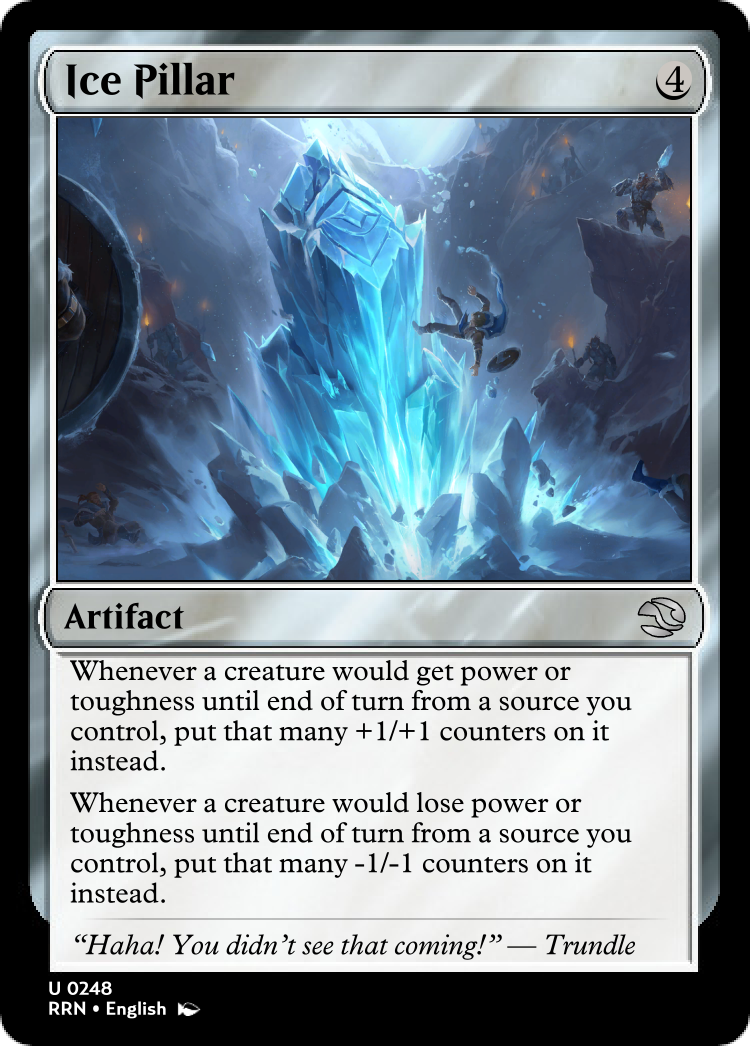 Ice Pillar
4
Artifact
Whenever a creature would get power or
toughness until end of turn from a source you
control, put that many +1/+1 counters on it
instead.
Whenever a creature would lose power or
toughness until end of turn from a source you
control, put that many -1/-1 counters on it
instead.
“Haha! You didn’t see that coming!” — Trundle
U 0248
RRN • English